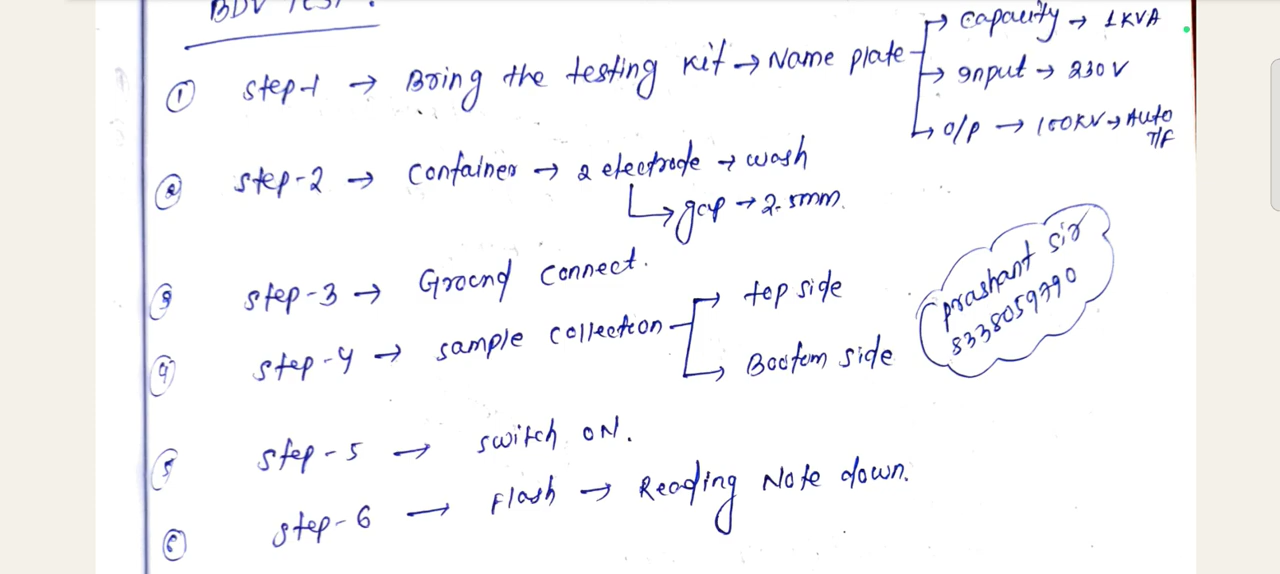 BDV TEST.
① Step-1 → Bring the testing kit → Name plate → Capacity → 1KVA
→ Input → 230 V
→ O/P → 100KV → Auto T/F
② Step-2 → Container → 2 electrode → wash
→ gap → 2.5mm.
③ Step-3 → Ground connect.
④ Step-4 → sample collection → top side
→ Bootom side
prashant sir
8338059790
⑤ Step-5 → switch ON.
⑥ Step-6 → Flash → Reading Note down.